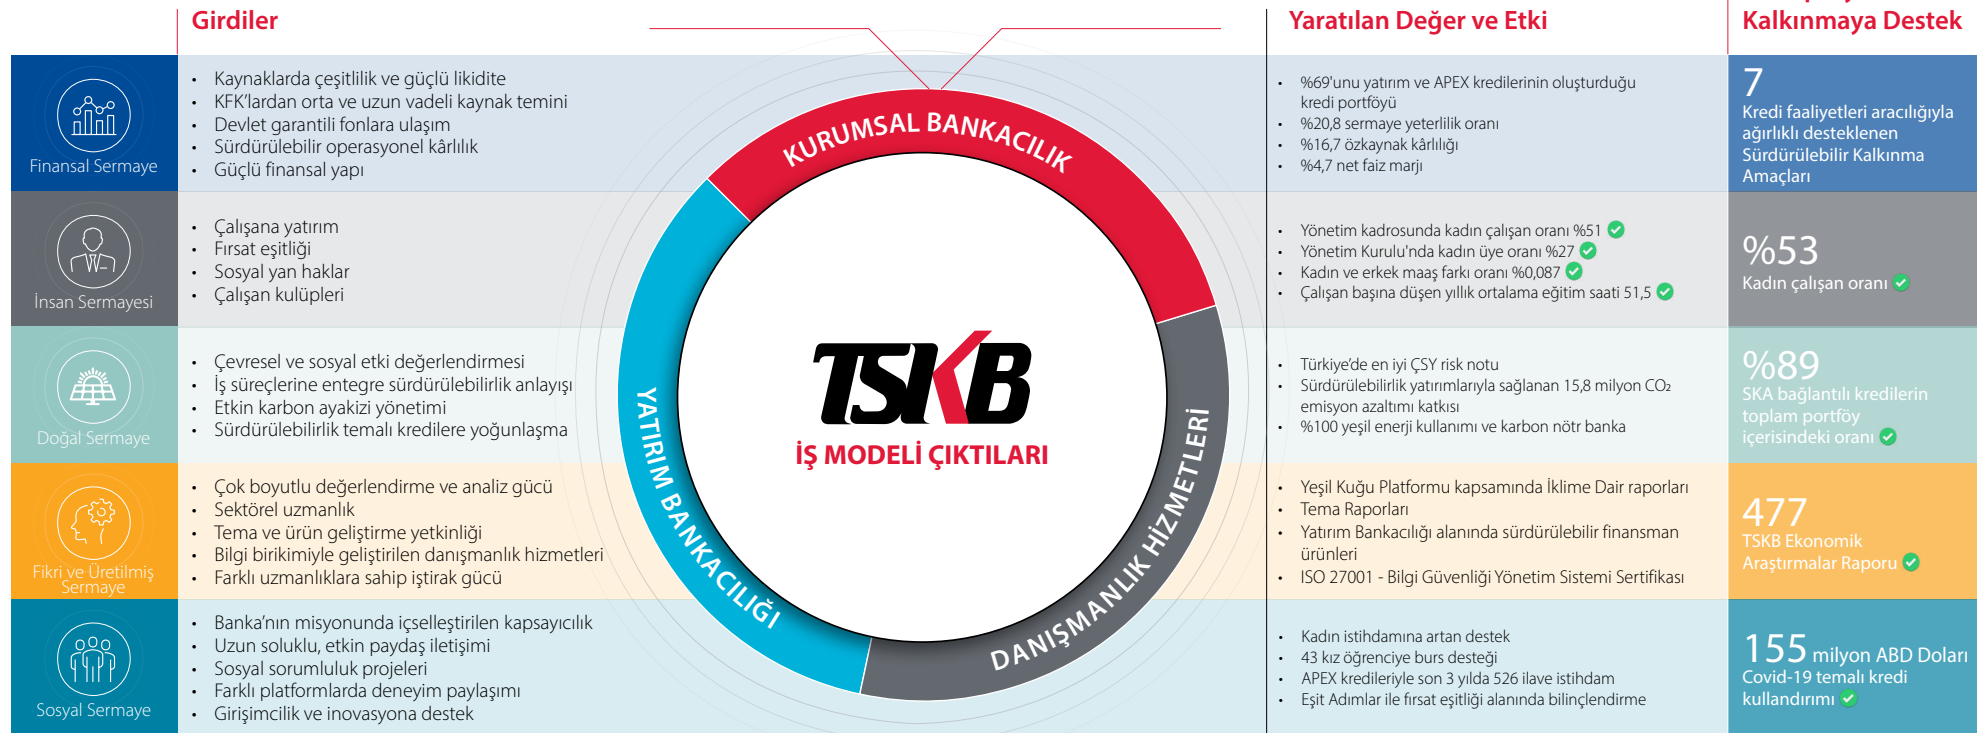 Girdiler
Yaratılan Değer ve Etki
Kalkınmaya Destek
Finansal Sermaye
• Kaynaklarda çeşitlilik ve güçlü likidite
• KFK’lardan orta ve uzun vadeli kaynak temini
• Devlet garantili fonlara ulaşım
• Sürdürülebilir operasyonel kârlılık
• Güçlü finansal yapı
• %69'unu yatırım ve APEX kredilerinin oluşturduğu
kredi portföyü
• %20,8 sermaye yeterlilik oranı
• %16,7 özkaynak kârlılığı
• %4,7 net faiz marjı
7
Kredi faaliyetleri aracılığıyla
ağırlıklı desteklenen
Sürdürülebilir Kalkınma
Amaçları
İnsan Sermayesi
• Çalışana yatırım
• Fırsat eşitliği
• Sosyal yan haklar
• Çalışan kulüpleri
• Yönetim kadrosunda kadın çalışan oranı %51
• Yönetim Kurulu'nda kadın üye oranı %27
• Kadın ve erkek maaş farkı oranı %0,087
• Çalışan başına düşen yıllık ortalama eğitim saati 51,5
%53
Kadın çalışan oranı
Doğal Sermaye
• Çevresel ve sosyal etki değerlendirmesi
• İş süreçlerine entegre sürdürülebilirlik anlayışı
• Etkin karbon ayakizi yönetimi
• Sürdürülebilirlik temalı kredilere yoğunlaşma
• Türkiye’de en iyi ÇSY risk notu
• Sürdürülebilirlik yatırımlarıyla sağlanan 15,8 milyon CO₂
emisyon azaltımı katkısı
• %100 yeşil enerji kullanımı ve karbon nötr banka
%89
SKA bağlantılı kredilerin
toplam portföy
içerisindeki oranı
Fikri ve Üretilmiş
Sermaye
• Çok boyutlu değerlendirme ve analiz gücü
• Sektörel uzmanlık
• Tema ve ürün geliştirme yetkinliği
• Bilgi birikimiyle geliştirilen danışmanlık hizmetleri
• Farklı uzmanlıklara sahip iştirak gücü
• Yeşil Kuğu Platformu kapsamında İklime Dair raporları
• Tema Raporları
• Yatırım Bankacılığı alanında sürdürülebilir finansman
ürünleri
• ISO 27001 - Bilgi Güvenliği Yönetim Sistemi Sertifikası
477
TSKB Ekonomik
Araştırmalar Raporu
Sosyal Sermaye
• Banka’nın misyonunda içselleştirilen kapsayıcılık
• Uzun soluklu, etkin paydaş iletişimi
• Sosyal sorumluluk projeleri
• Farklı platformlarda deneyim paylaşımı
• Girişimcilik ve inovasyona destek
• Kadın istihdamına artan destek
• 43 kız öğrenciye burs desteği
• APEX kredileriyle son 3 yılda 526 ilave istihdam
• Eşit Adımlar ile fırsat eşitliği alanında bilinçlendirme
155 milyon ABD Doları
Covid-19 temalı kredi
kullandırımı
KURUMSAL BANKACILIK
YATIRIM BANKACILIĞI
DANIŞMANLIK HİZMETLERİ
TSKB
İŞ MODELİ ÇIKTILARI